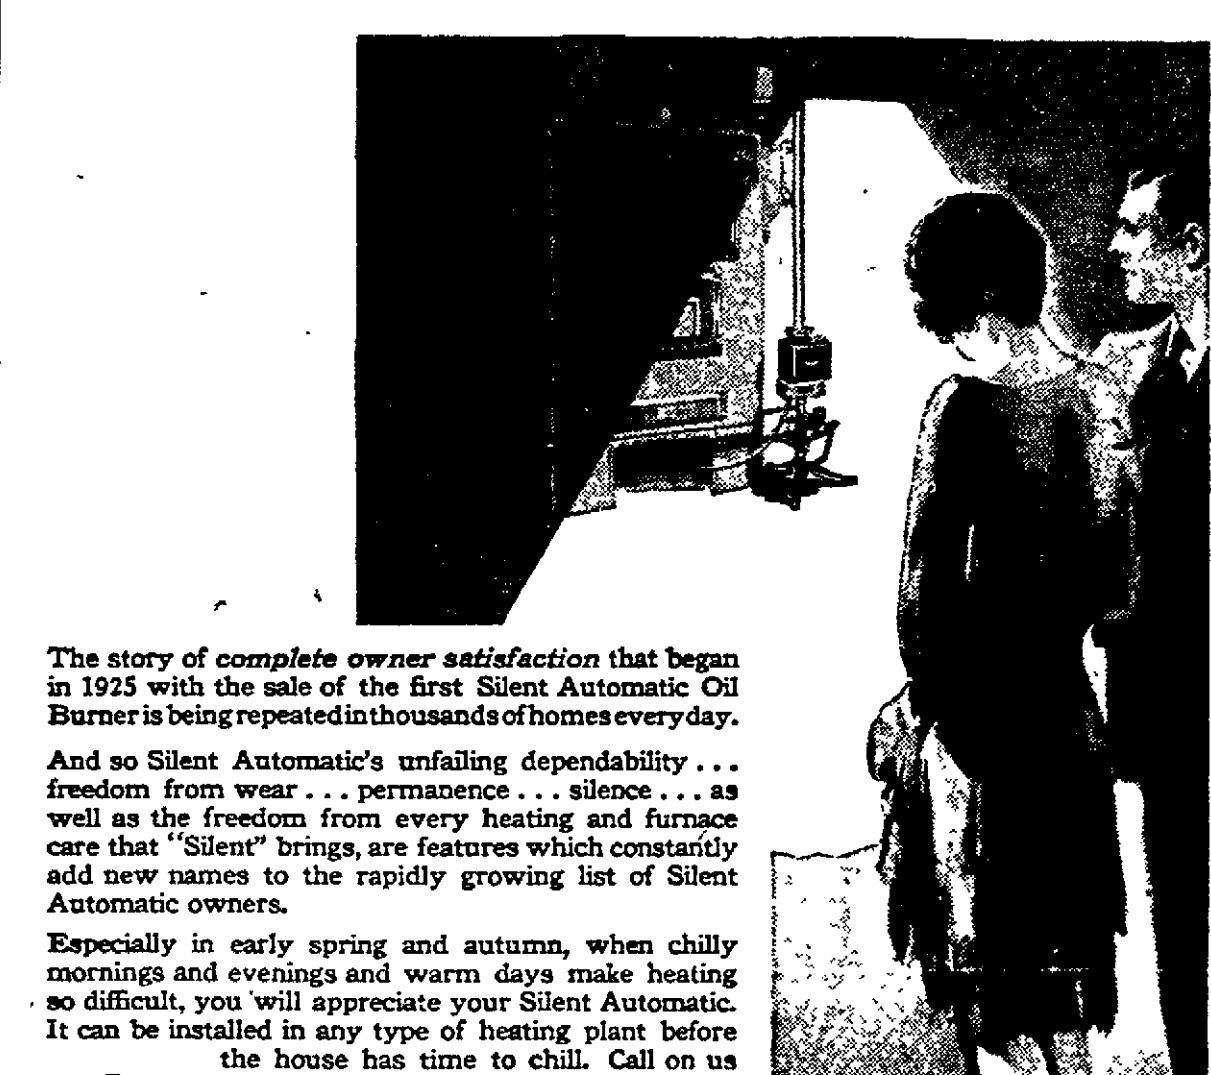 The story of complete owner satisfaction that began
in 1925 with the sale of the first Silent Automatic Oil
Burner is being repeated in thousands of homes every day.
And so Silent Automatic's unfailing dependability . . .
freedom from wear . . . permanence . . . silence . . . as
well as the freedom from every heating and furnace
care that "Silent" brings, are features which constantly
add new names to the rapidly growing list of Silent
Automatic owners.
Especially in early spring and autumn, when chilly
mornings and evenings and warm days make heating
so difficult, you will appreciate your Silent Automatic.
It can be installed in any type of heating plant before
the house has time to chill. Call on us